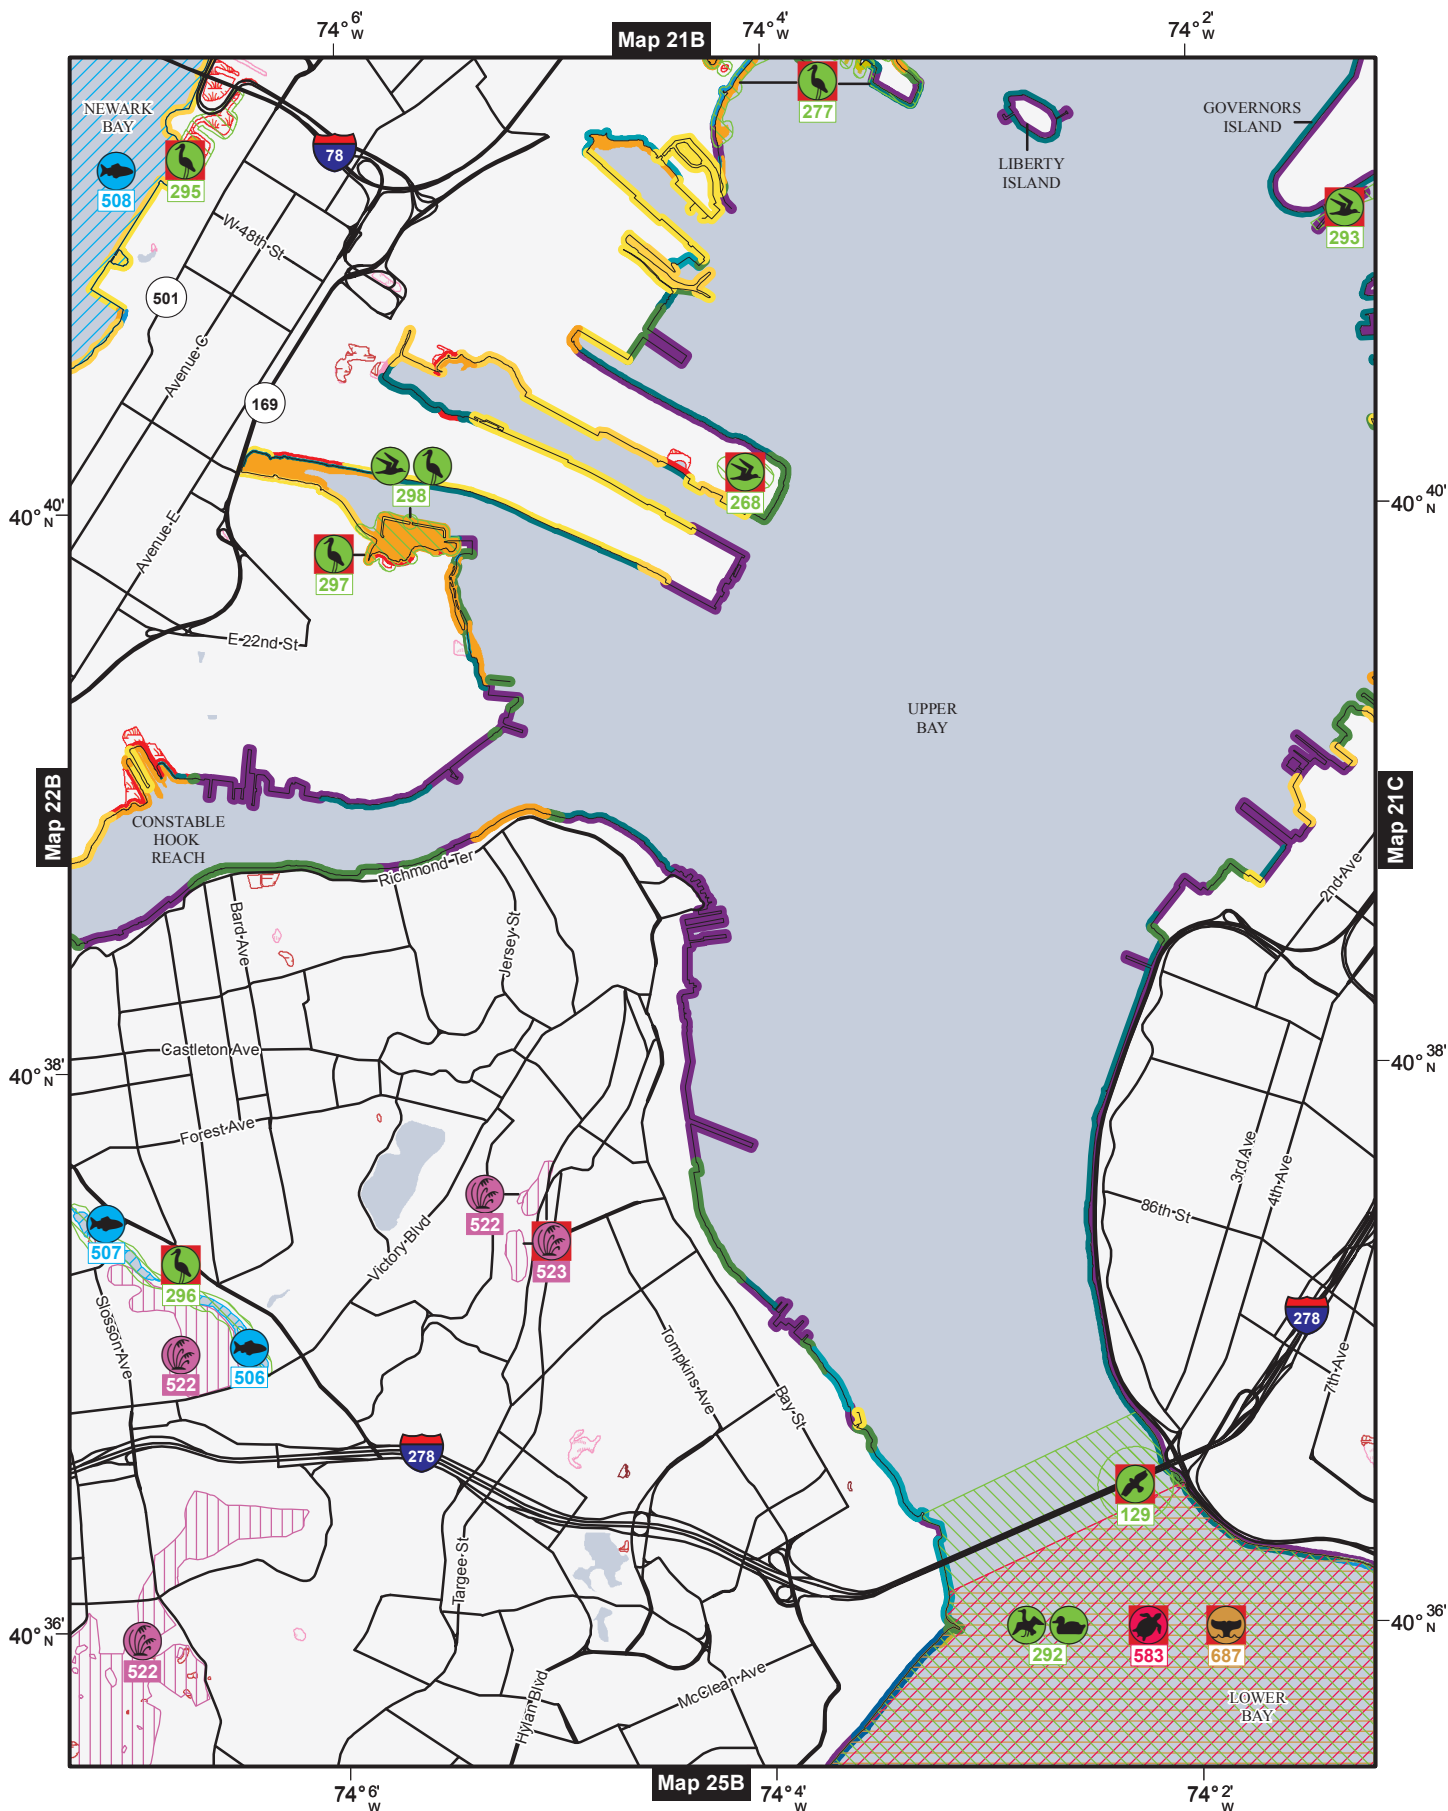 74° 6' W
Map 21B
74° 4' W
74° 2' W
NEWARK
BAY
508
295
78
277
LIBERTY
ISLAND
GOVERNORS
ISLAND
293
W 48th St
501
Avenue C
169
298
268
40° 40' N
40° 40' N
Avenue E
297
E 22nd St
UPPER
BAY
Map 22B
Map 21C
CONSTABLE
HOOK
REACH
Richmond Ter
2nd Ave
Bard Ave
Jersey St
Castleton Ave
40° 38' N
40° 38' N
Forest Ave
3rd Ave
4th Ave
86th St
522
523
507
296
Victory Blvd
278
Slosson Ave
522
506
Tompkins Ave
Bay St
7th Ave
278
129
Targee St
40° 36' N
40° 36' N
522
292
583
687
McClean Ave
Hylan Blvd
LOWER
BAY
74° 6' W
Map 25B
74° 4' W
74° 2' W